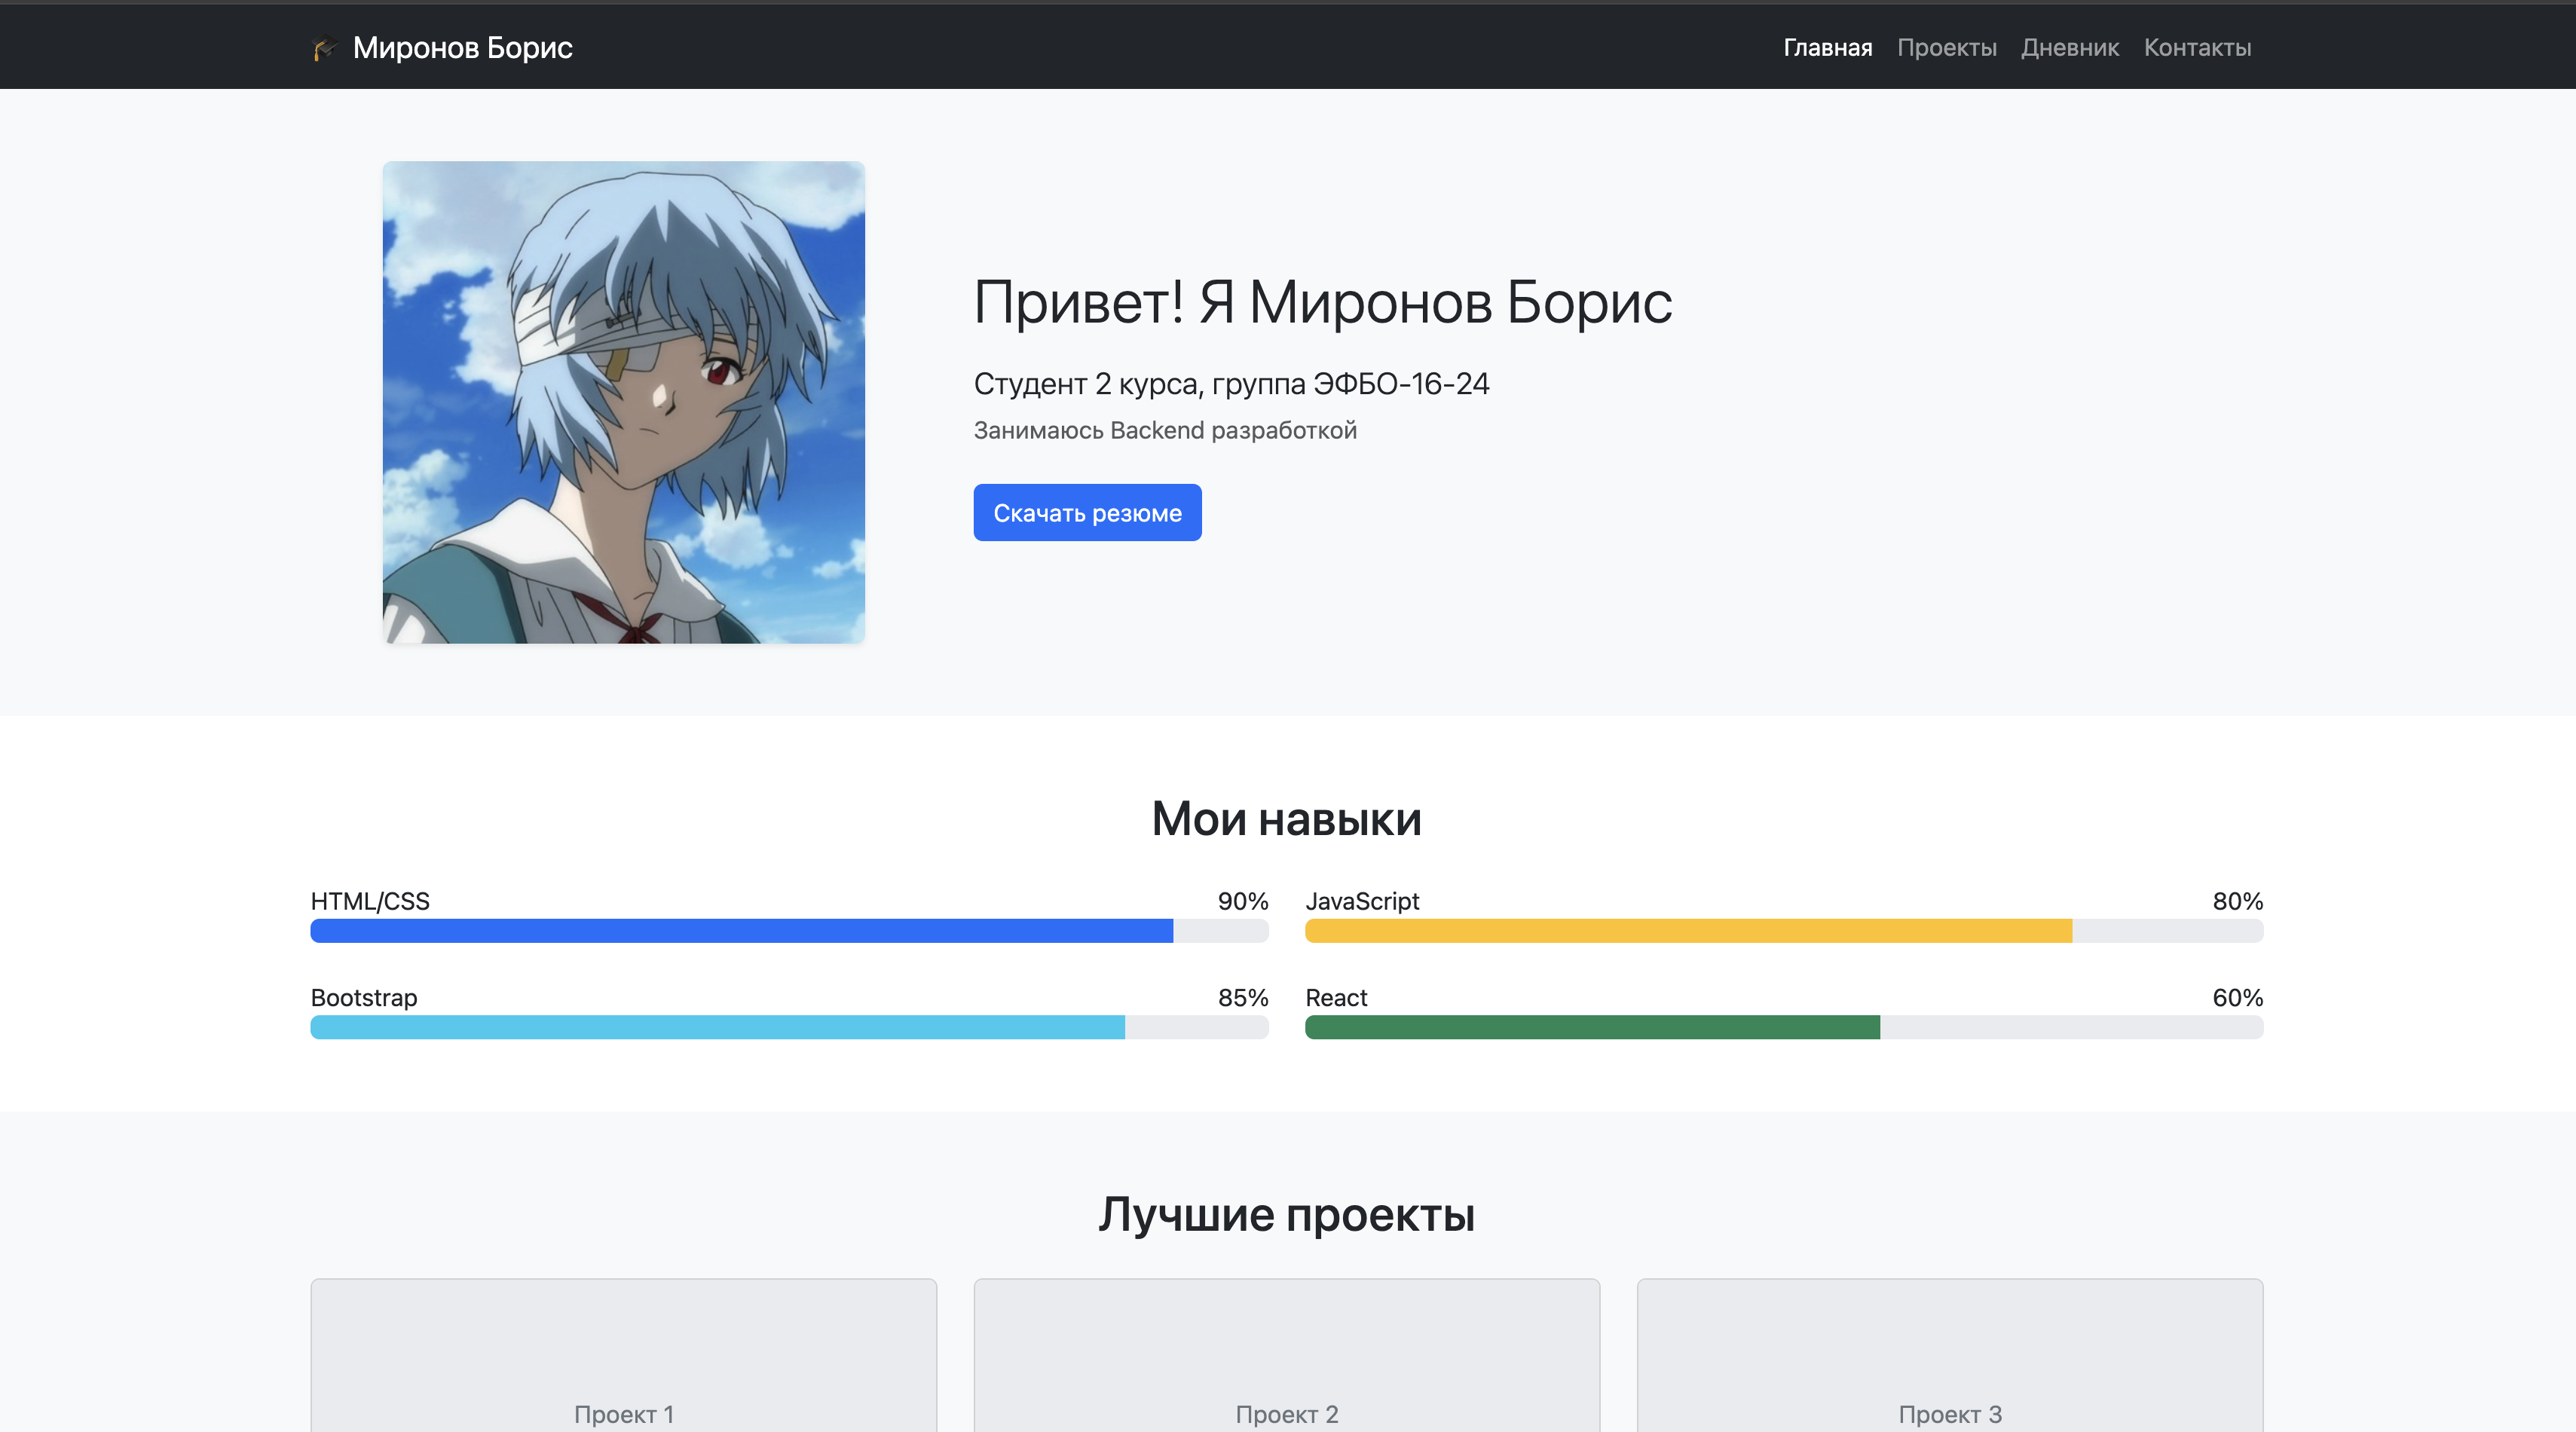 Миронов Борис
Главная Проекты Дневник Контакты
Привет! Я Миронов Борис
Студент 2 курса, группа ЭФБО-16-24
Занимаюсь Backend разработкой
Скачать резюме
Мои навыки
HTML/CSS 90%
JavaScript 80%
Bootstrap 85%
React 60%
Лучшие проекты
Проект 1
Проект 2
Проект 3